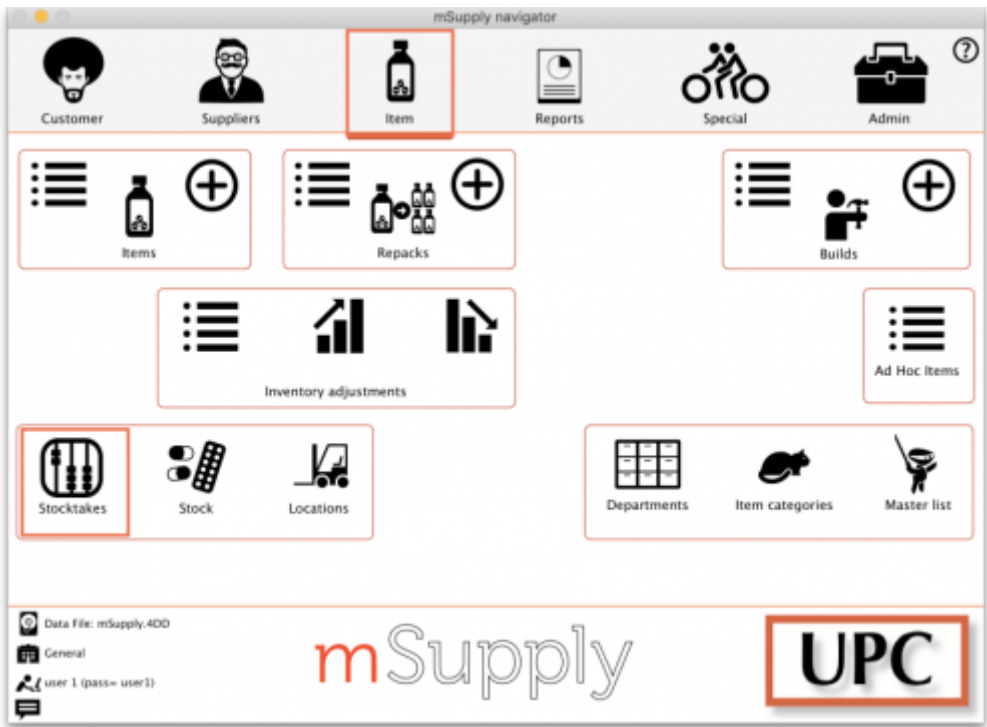 mSupply navigator
?
Customer
Suppliers
Item
Reports
Special
Admin
Items
Repacks
Builds
Inventory adjustments
Ad Hoc Items
Stocktakes
Stock
Locations
Departments
Item categories
Master list
Data File: mSupply.4DD
General
user 1 (pass= user1)
mSupply
UPC